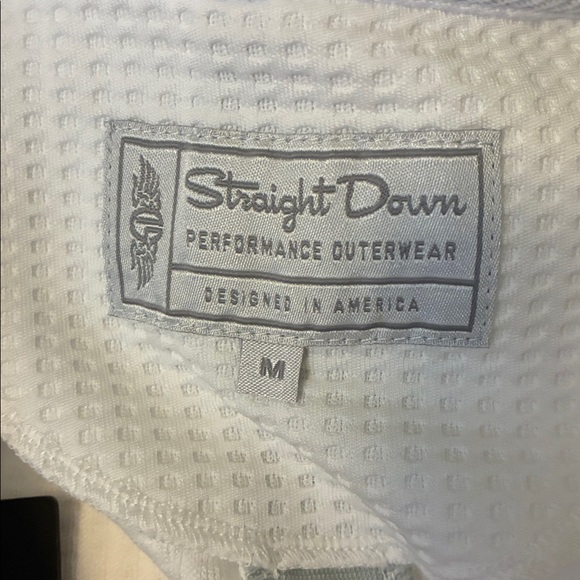 Straight Down
PERFORMANCE OUTERWEAR
DESIGNED IN AMERICA
M